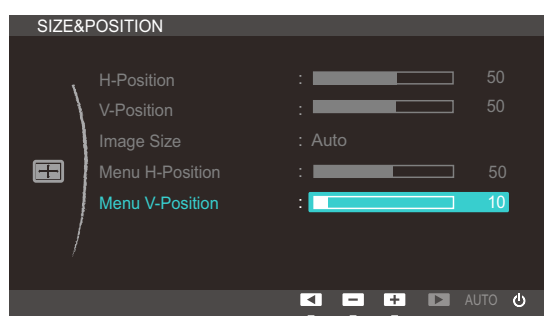 SIZE&POSITION
H-Position : 50
V-Position : 50
Image Size : Auto
Menu H-Position : 50
Menu V-Position : 10
AUTO